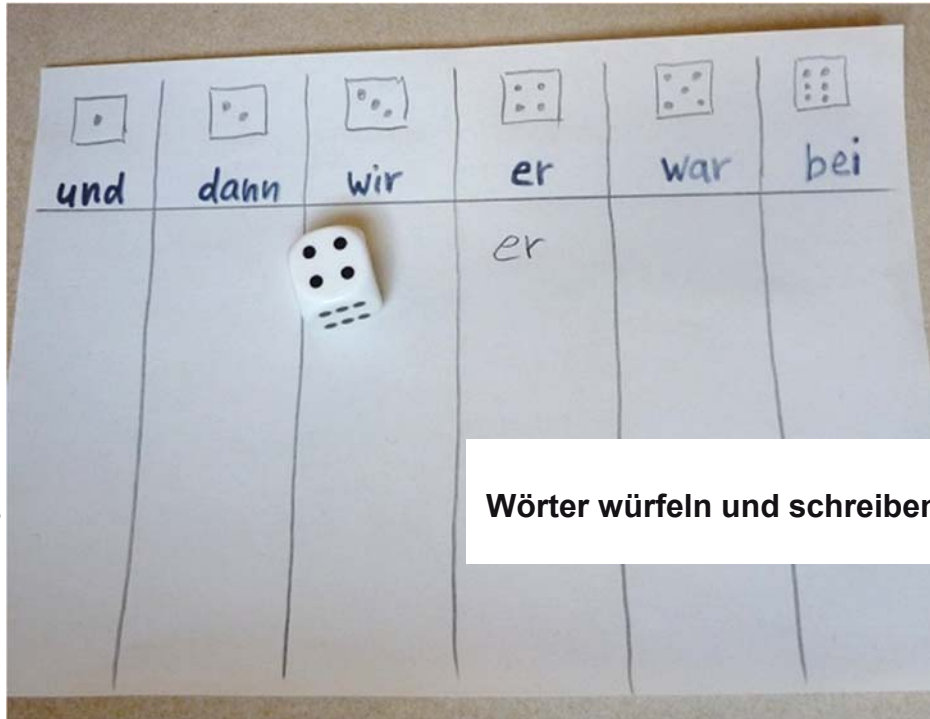 und dann wir er war bei
er
Wörter würfeln und schreiben